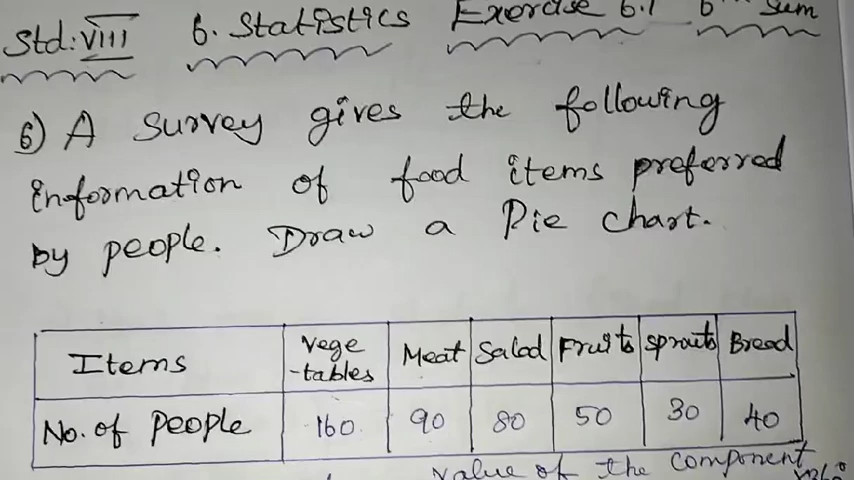 Std: VIII 6. Statistics Exercise 6.1 6th sum
6) A survey gives the following
information of food items preferred
by people. Draw a Pie chart.
Items Vege-tables Meat Salad Fruits sprouts Bread
No. of people 160 90 80 50 30 40
value of the component
x360°